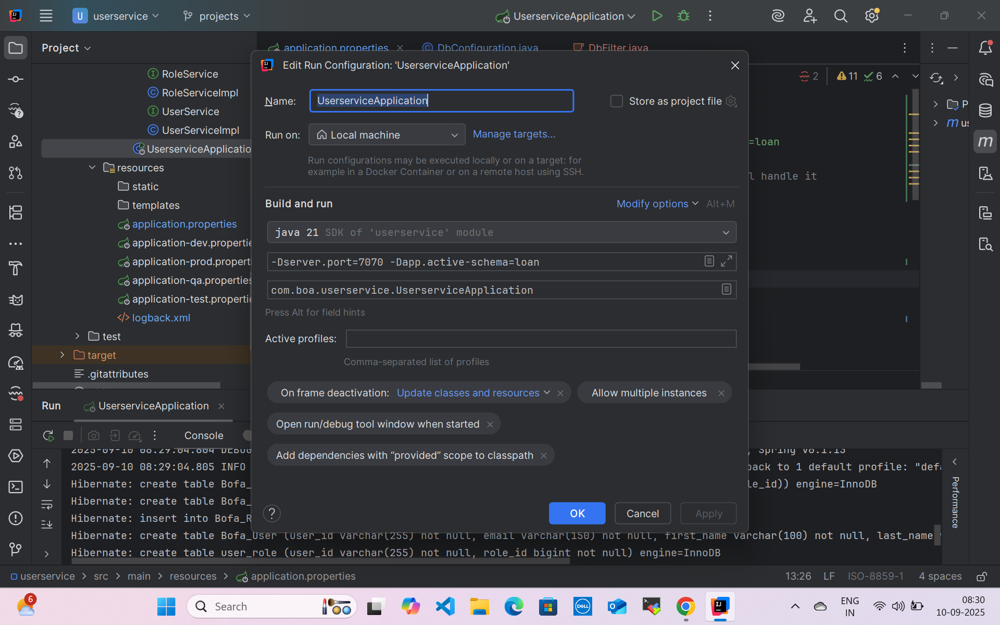 U userservice projects UserserviceApplication
Project
application.properties DbConfiguration.java DbFilter.java
RoleService
RoleServiceImpl
UserService
UserServiceImpl
UserserviceApplicatio
resources
static
templates
application.properties
application-dev.propertie
application-prod.propert
application-qa.properties
application-test.propertie
logback.xml
test
target
.gitattributes
2 11 6
P
m us
m
=loan
l handle it
Edit Run Configuration: 'UserserviceApplication'
Name: UserserviceApplication Store as project file
Run on: Local machine Manage targets...
Run configurations may be executed locally or on a target: for
example in a Docker Container or on a remote host using SSH.
Build and run Modify options Alt+M
java 21 SDK of 'userservice' module
-Dserver.port=7070 -Dapp.active-schema=loan
com.boa.userservice.UserserviceApplication
Press Alt for field hints
Active profiles:
Comma-separated list of profiles
On frame deactivation: Update classes and resources Allow multiple instances
Open run/debug tool window when started
Add dependencies with “provided” scope to classpath
? OK Cancel Apply
Run UserserviceApplication
Console
2025-09-10 08:29:04.804 DEBUG , Spring v6.1.13
2025-09-10 08:29:04.805 INFO back to 1 default profile: "defa
Hibernate: create table Bofa_ le_id)) engine=InnoDB
Hibernate: create table Bofa_
Hibernate: insert into Bofa_R
Hibernate: create table Bofa_User (user_id varchar(255) not null, email varchar(150) not null, first_name varchar(100) not null, last_name
Hibernate: create table user_role (user_id varchar(255) not null, role_id bigint not null) engine=InnoDB
Performance
userservice > src > main > resources > application.properties 13:26 LF ISO-8859-1 4 spaces
6 Search DELL ENG
IN
08:30
10-09-2025